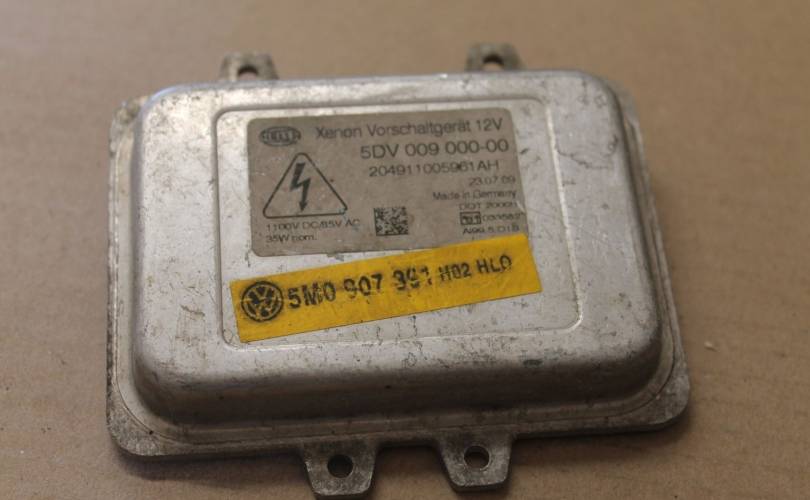 HELLA Xenon Vorschaltgerät 12V
5DV 009 000-00
204911005961AH
23.07.09
Made in Germany
1100V DC/85V AC
35W nom.
5M0 907 391 H02 HL0